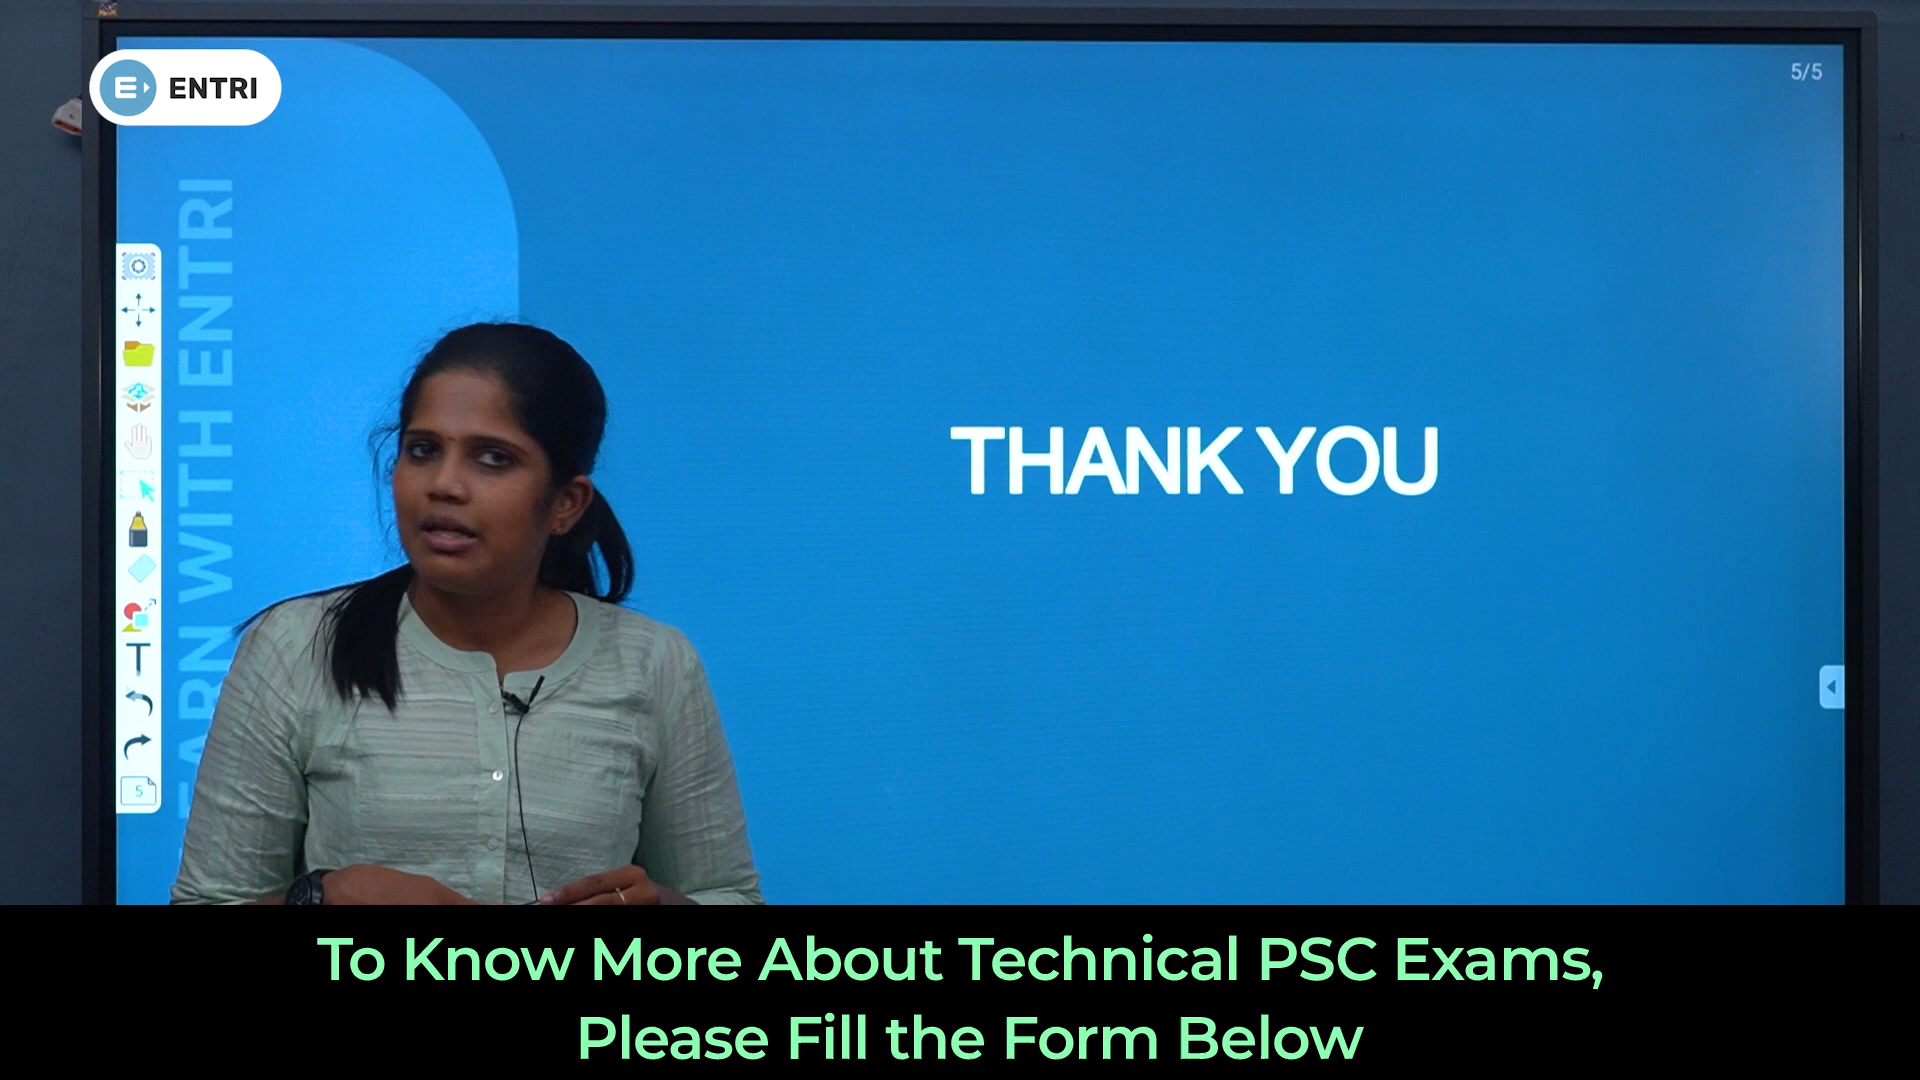 ENTRI
5/5
EARN WITH ENTRI
THANK YOU
T
5
To Know More About Technical PSC Exams,
Please Fill the Form Below